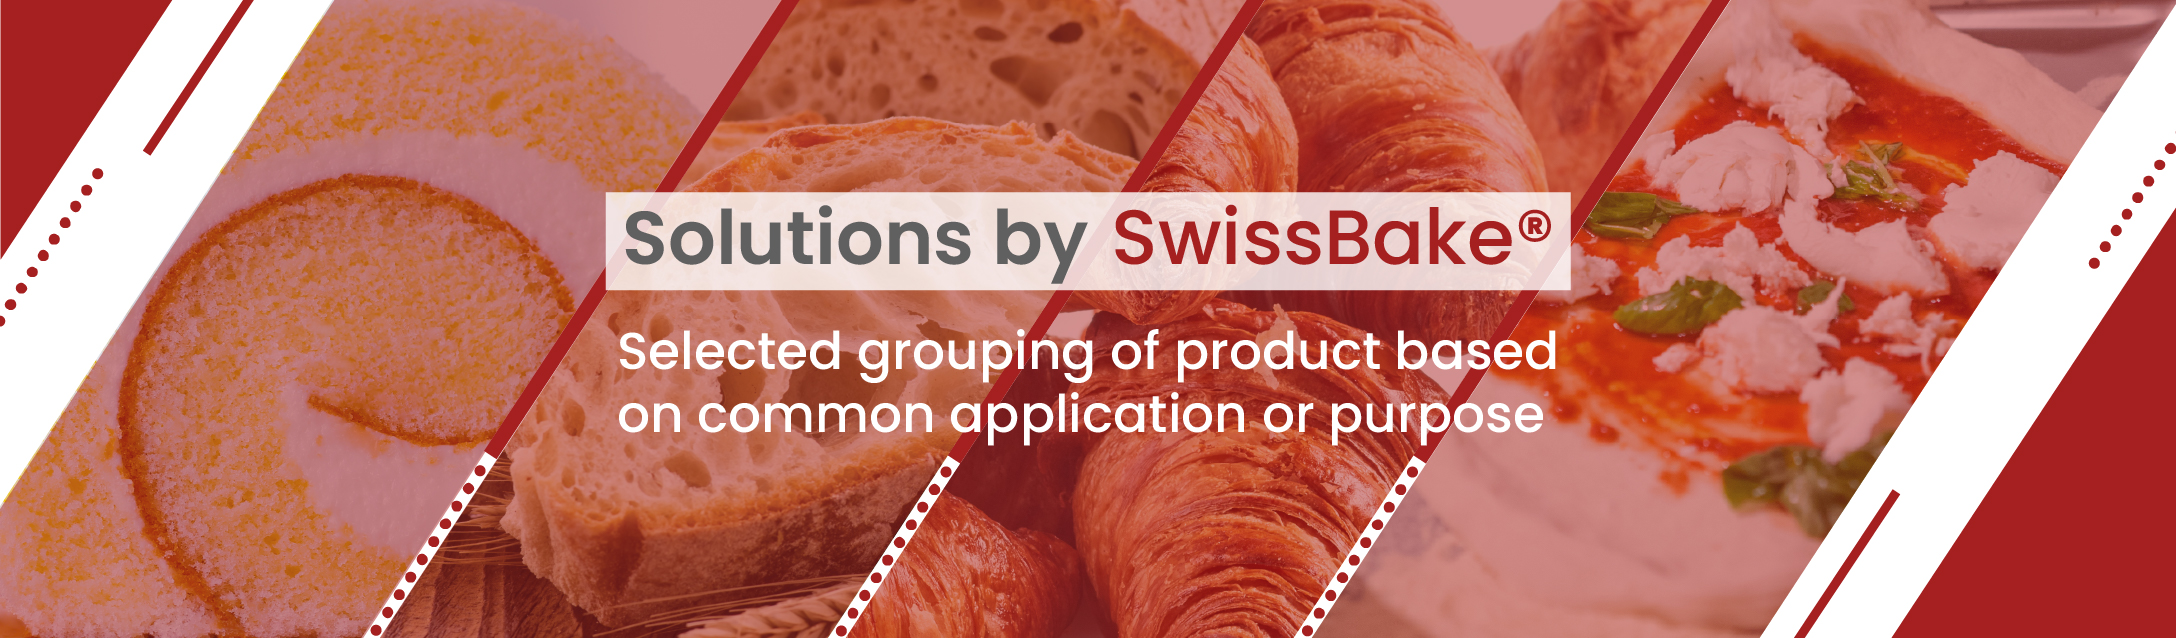 Solutions by SwissBake®
Selected grouping of product based
on common application or purpose